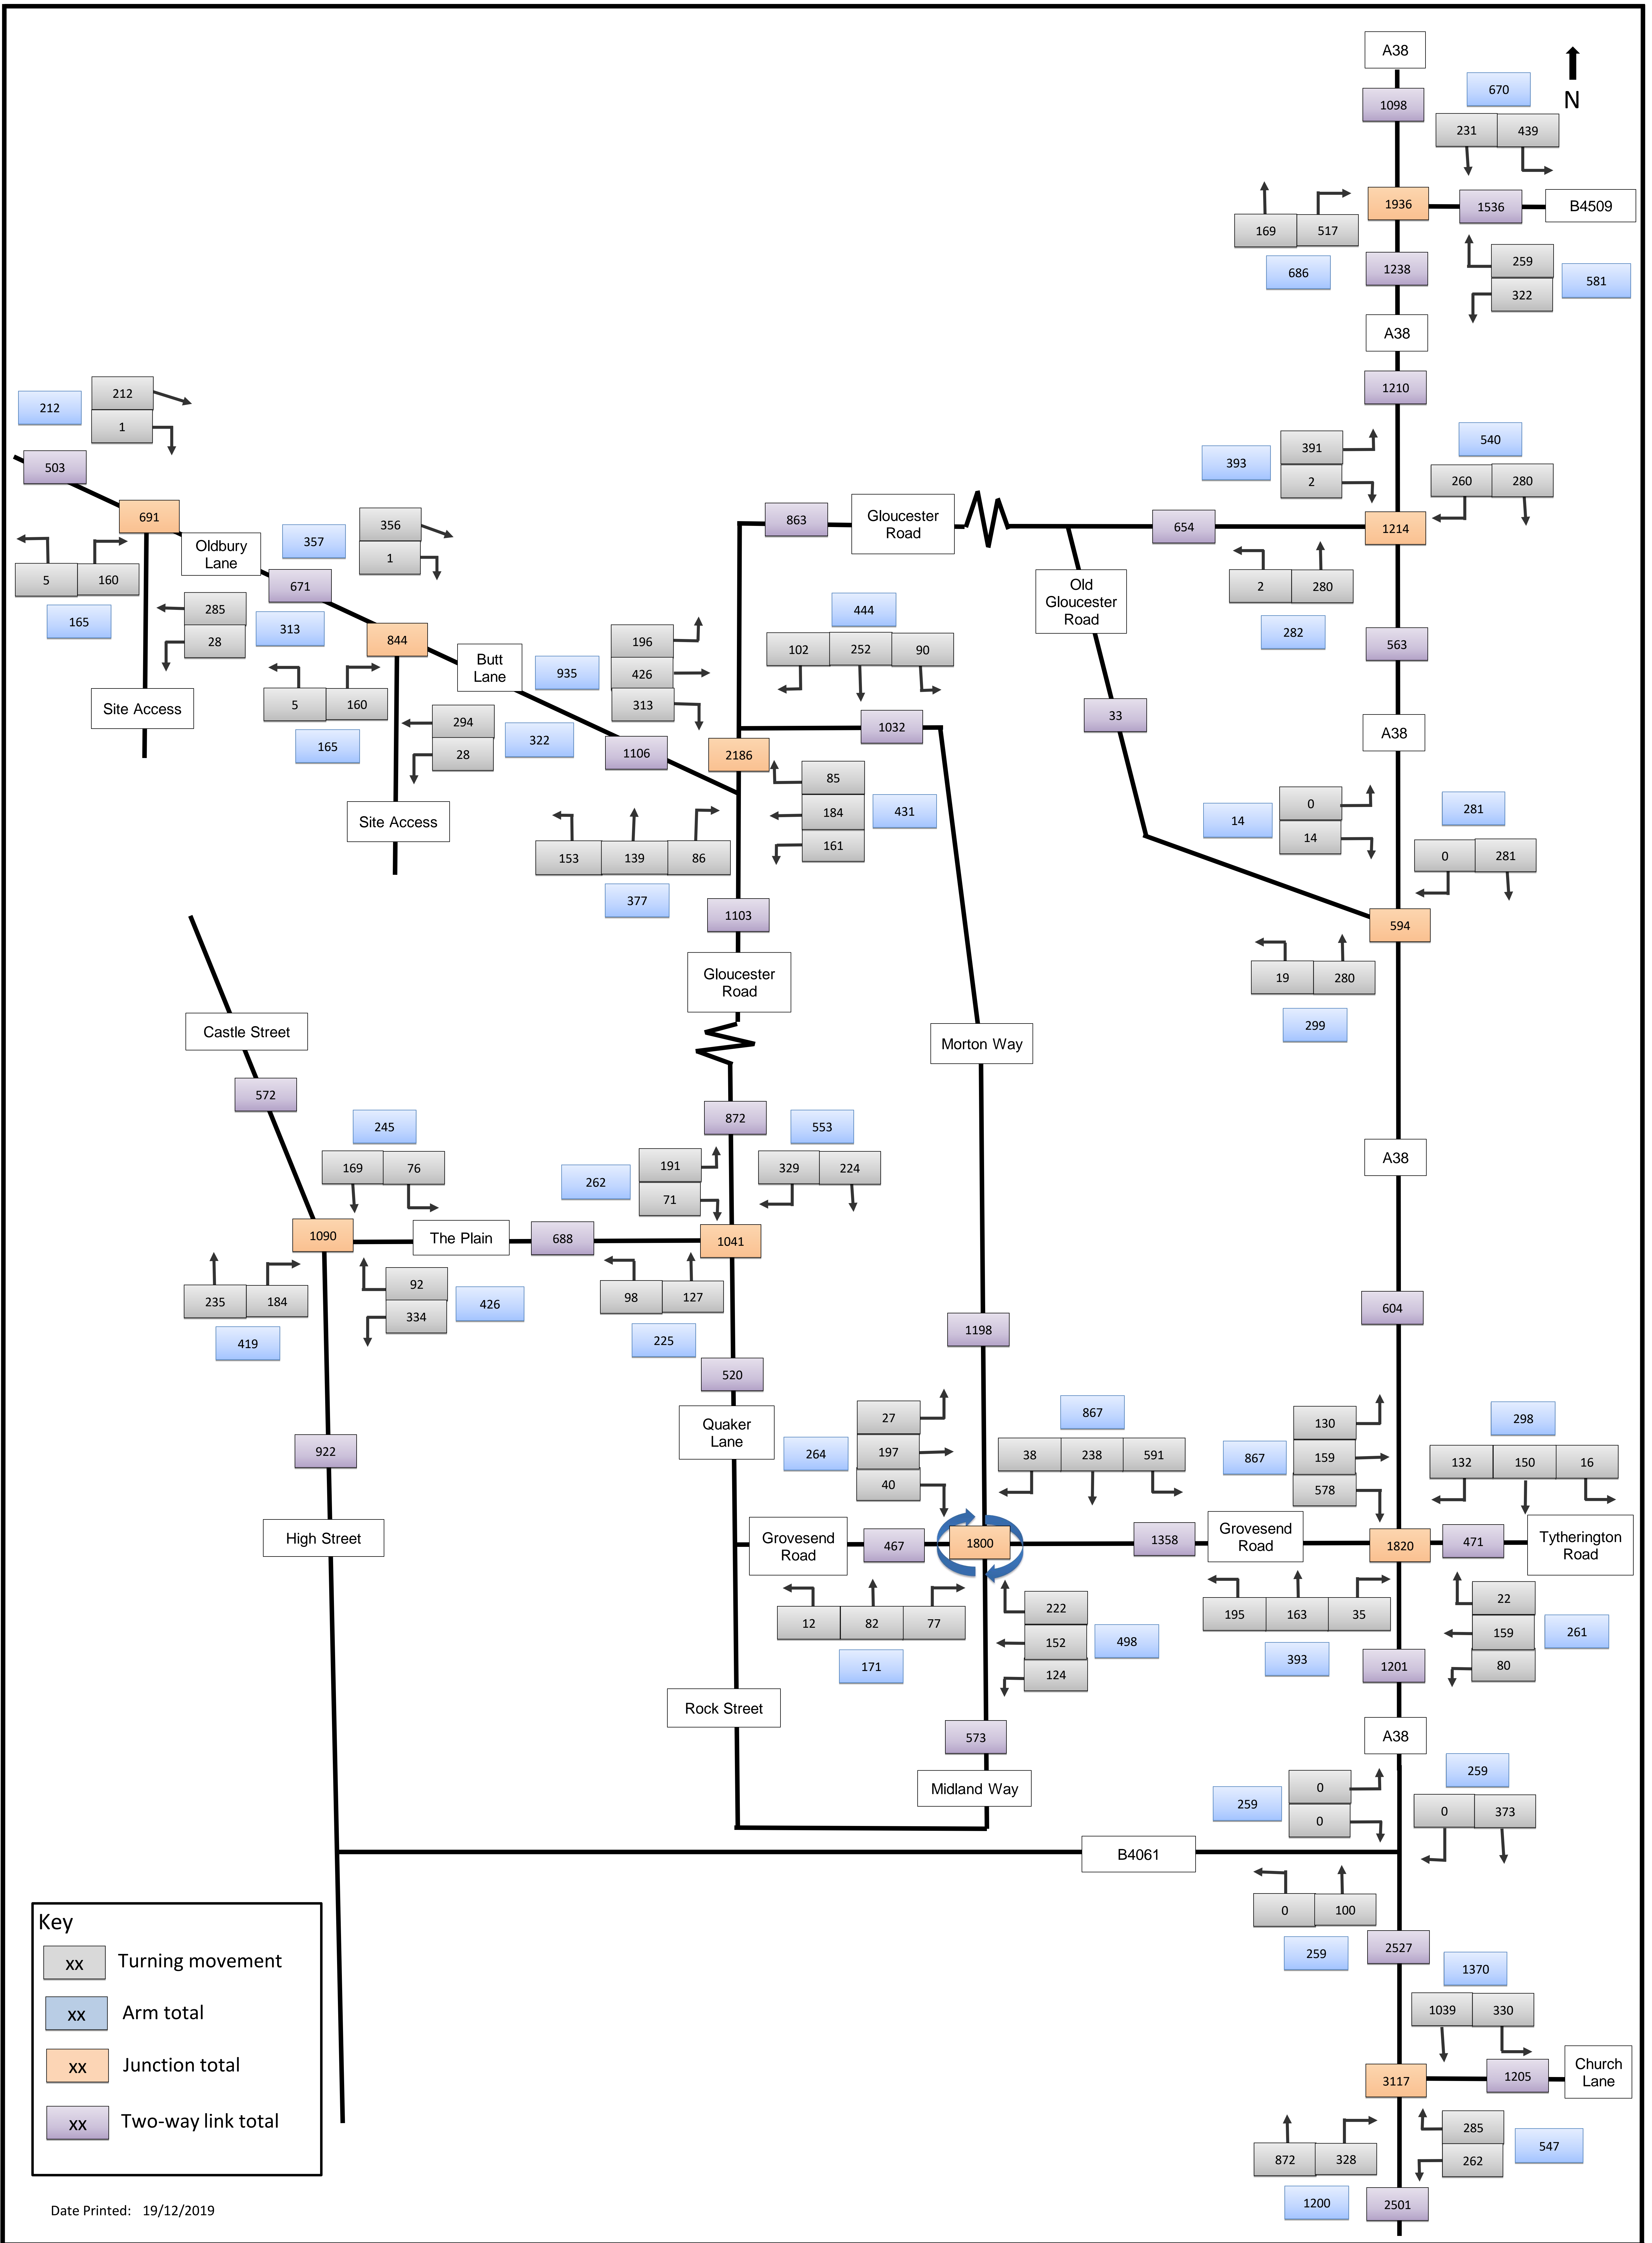 A38
1098
670
N
231 439
1936
1536
B4509
169 517
686
1238
259
322
581
A38
1210
212
212
1
503
691
Oldbury
Lane
5 160
165
285
28
313
Site Access
357
356
1
671
844
Butt
Lane
5 160
165
294
28
322
Site Access
863
Gloucester
Road
654
393
391
2
540
260 280
1214
2 280
282
Old
Gloucester
Road
563
33
A38
444
102 252 90
935
196
426
313
1032
1106
2186
85
184
161
431
153 139 86
377
1103
Gloucester
Road
14
0
14
281
0 281
594
19 280
299
Castle Street
572
Morton Way
245
169 76
1090
The Plain
688
235 184
419
92
334
426
872
553
262
191
71
329 224
1041
98 127
225
520
Quaker
Lane
A38
1198
604
922
High Street
264
27
197
40
867
38 238 591
Grovesend
Road
467
1800
1358
Grovesend
Road
12 82 77
171
222
152
124
498
867
130
159
578
298
132 150 16
1820
471
Tytherington
Road
195 163 35
393
22
159
80
261
1201
Rock Street
573
Midland Way
A38
259
0
0
259
0 373
B4061
0 100
259
2527
1370
1039 330
3117
1205
Church
Lane
872 328
1200
285
262
547
2501
Key
xx Turning movement
xx Arm total
xx Junction total
xx Two-way link total
Date Printed: 19/12/2019